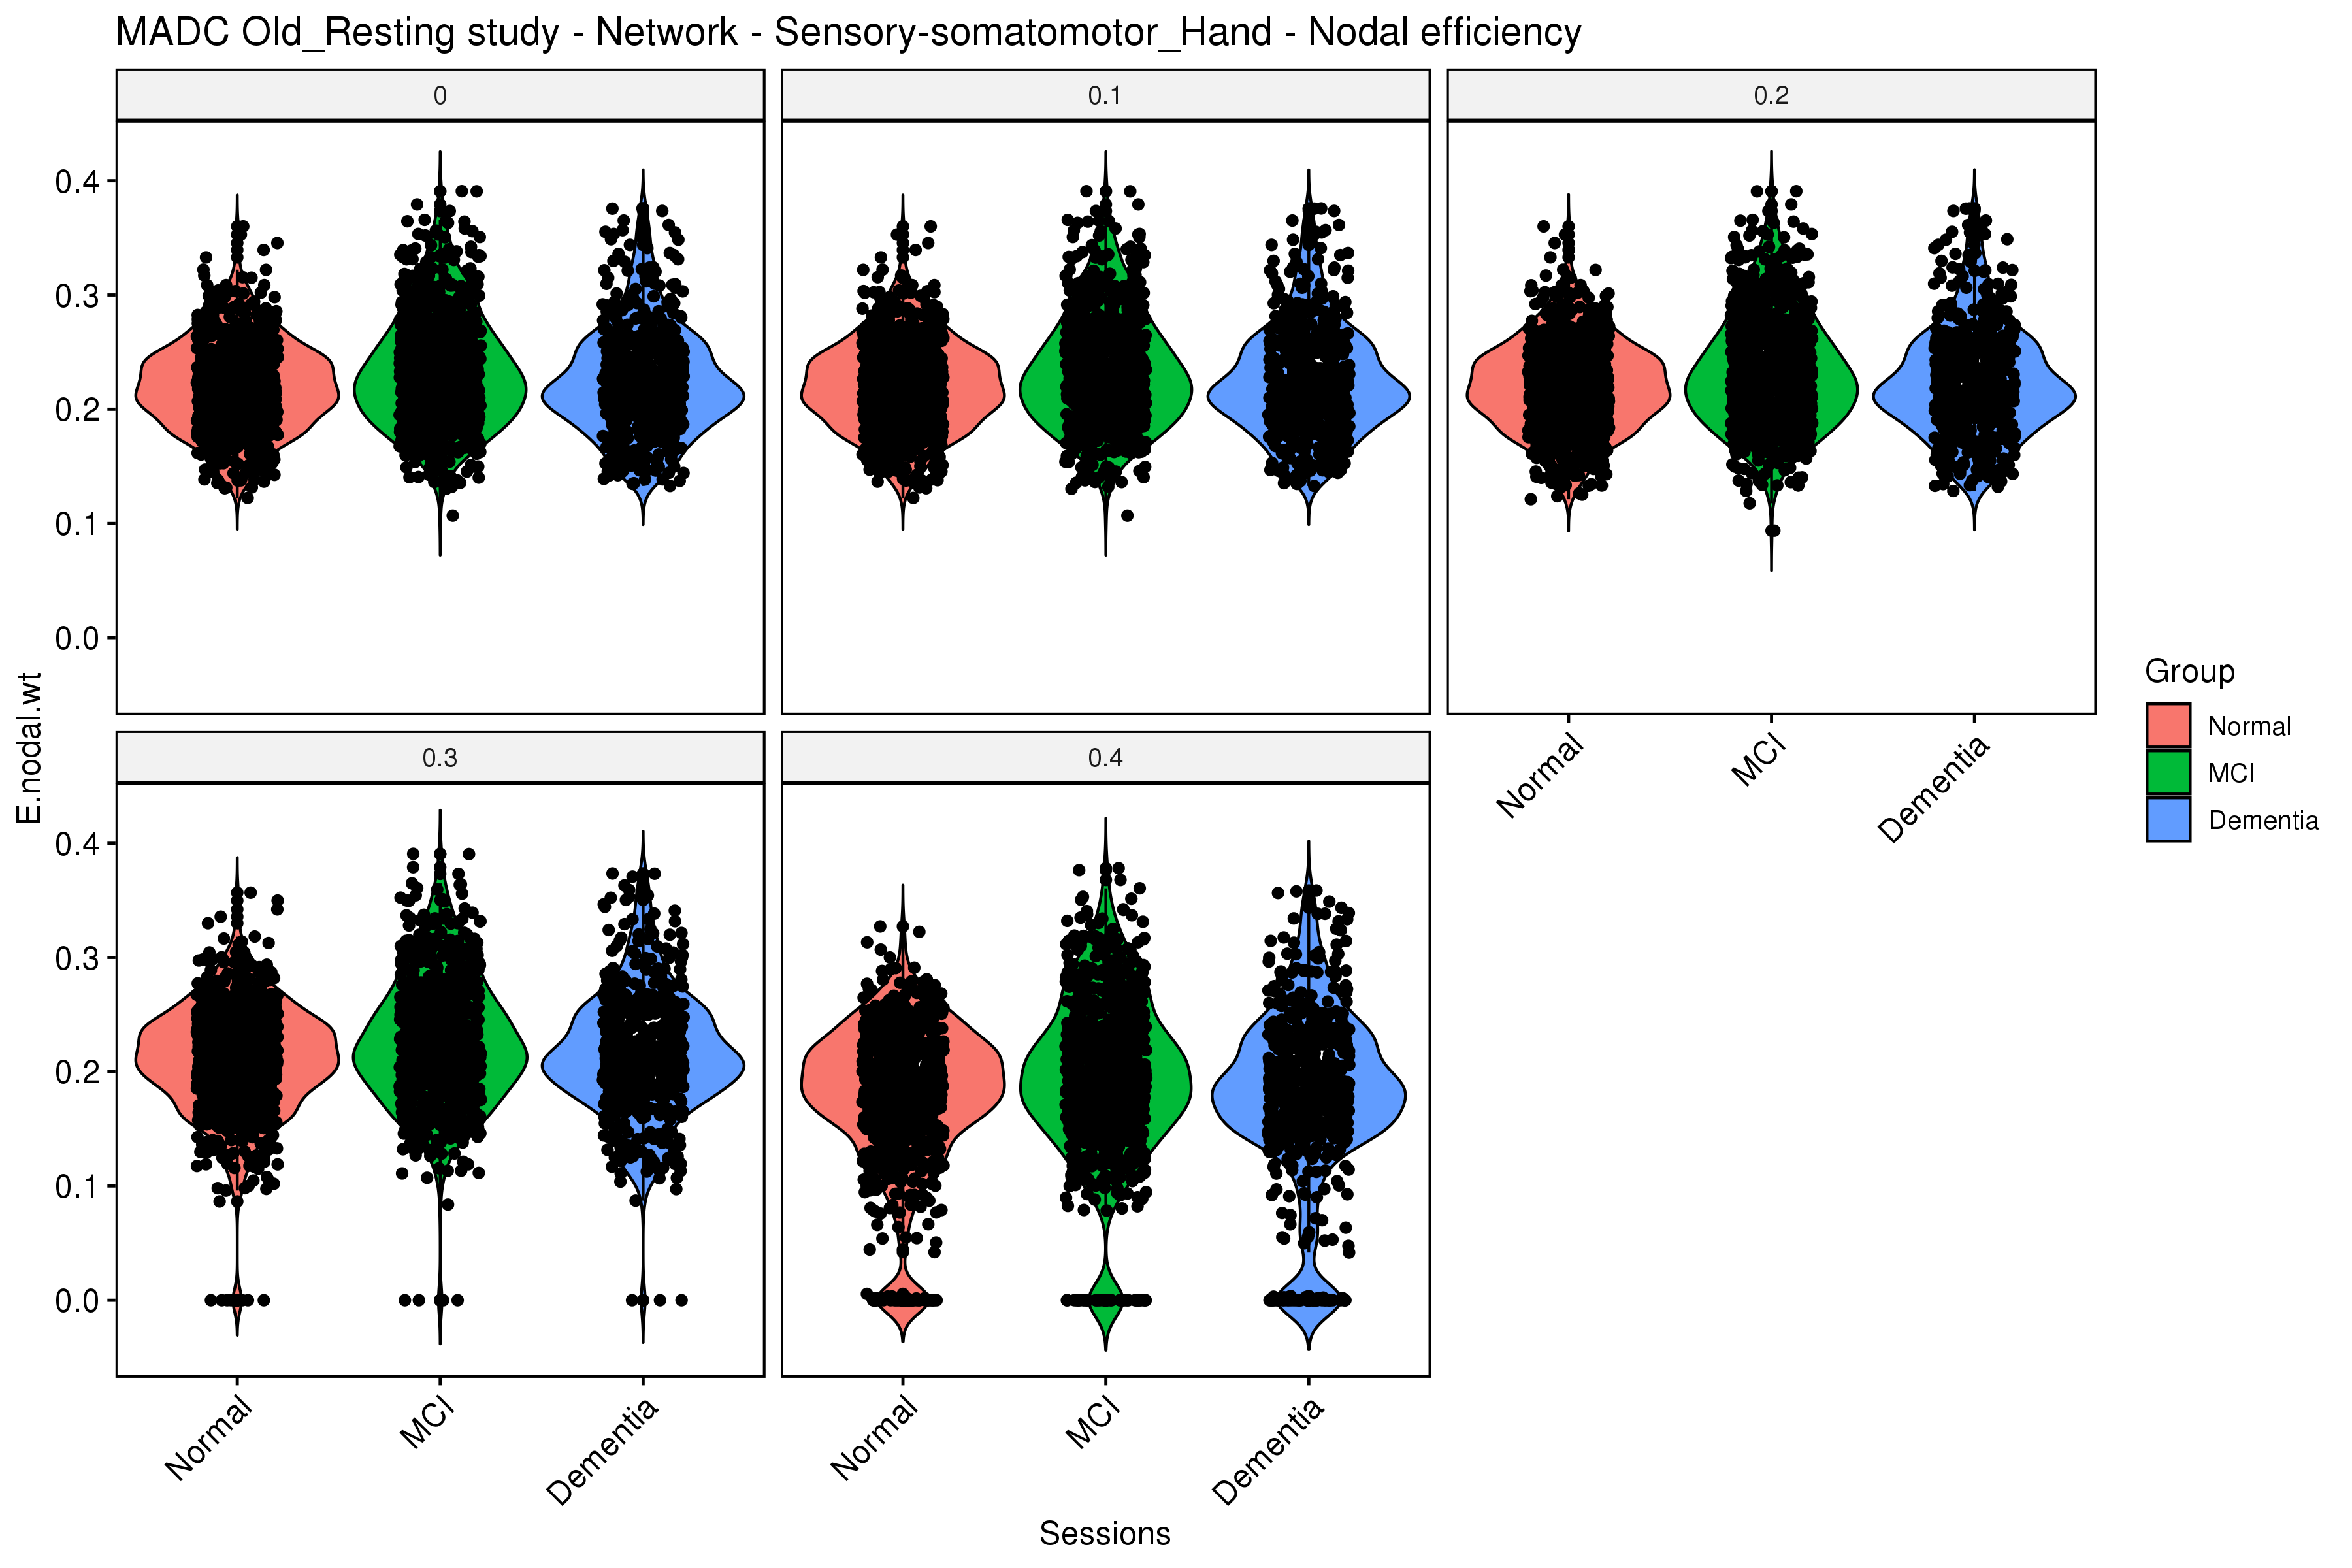 MADC Old_Resting study - Network - Sensory-somatomotor_Hand - Nodal efficiency
0 0.1 0.2
0.4
0.3
0.2
0.1
0.0
Normal MCI Dementia
E.nodal.wt
Group
Normal
MCI
Dementia
0.3 0.4
0.4
0.3
0.2
0.1
0.0
Normal MCI Dementia Normal MCI Dementia
Sessions